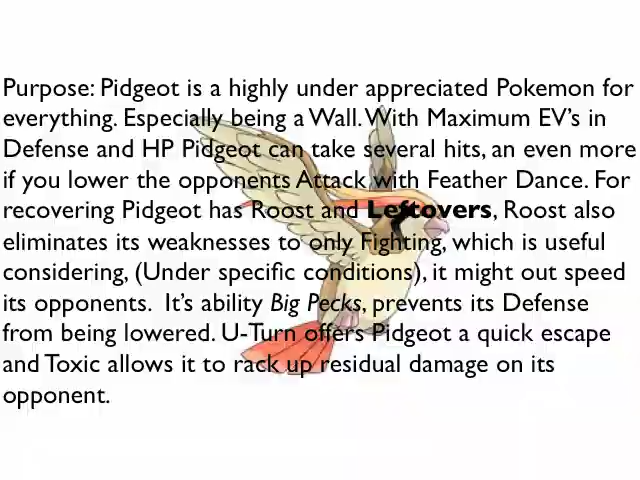 Purpose: Pidgeot is a highly under appreciated Pokemon for
everything. Especially being a Wall. With Maximum EV's in
Defense and HP Pidgeot can take several hits, an even more
if you lower the opponents Attack with Feather Dance. For
recovering Pidgeot has Roost and Leftovers, Roost also
eliminates its weaknesses to only Fighting, which is useful
considering, (Under specific conditions), it might out speed
its opponents.  It's ability Big Pecks, prevents its Defense
from being lowered. U-Turn offers Pidgeot a quick escape
and Toxic allows it to rack up residual damage on its
opponent.